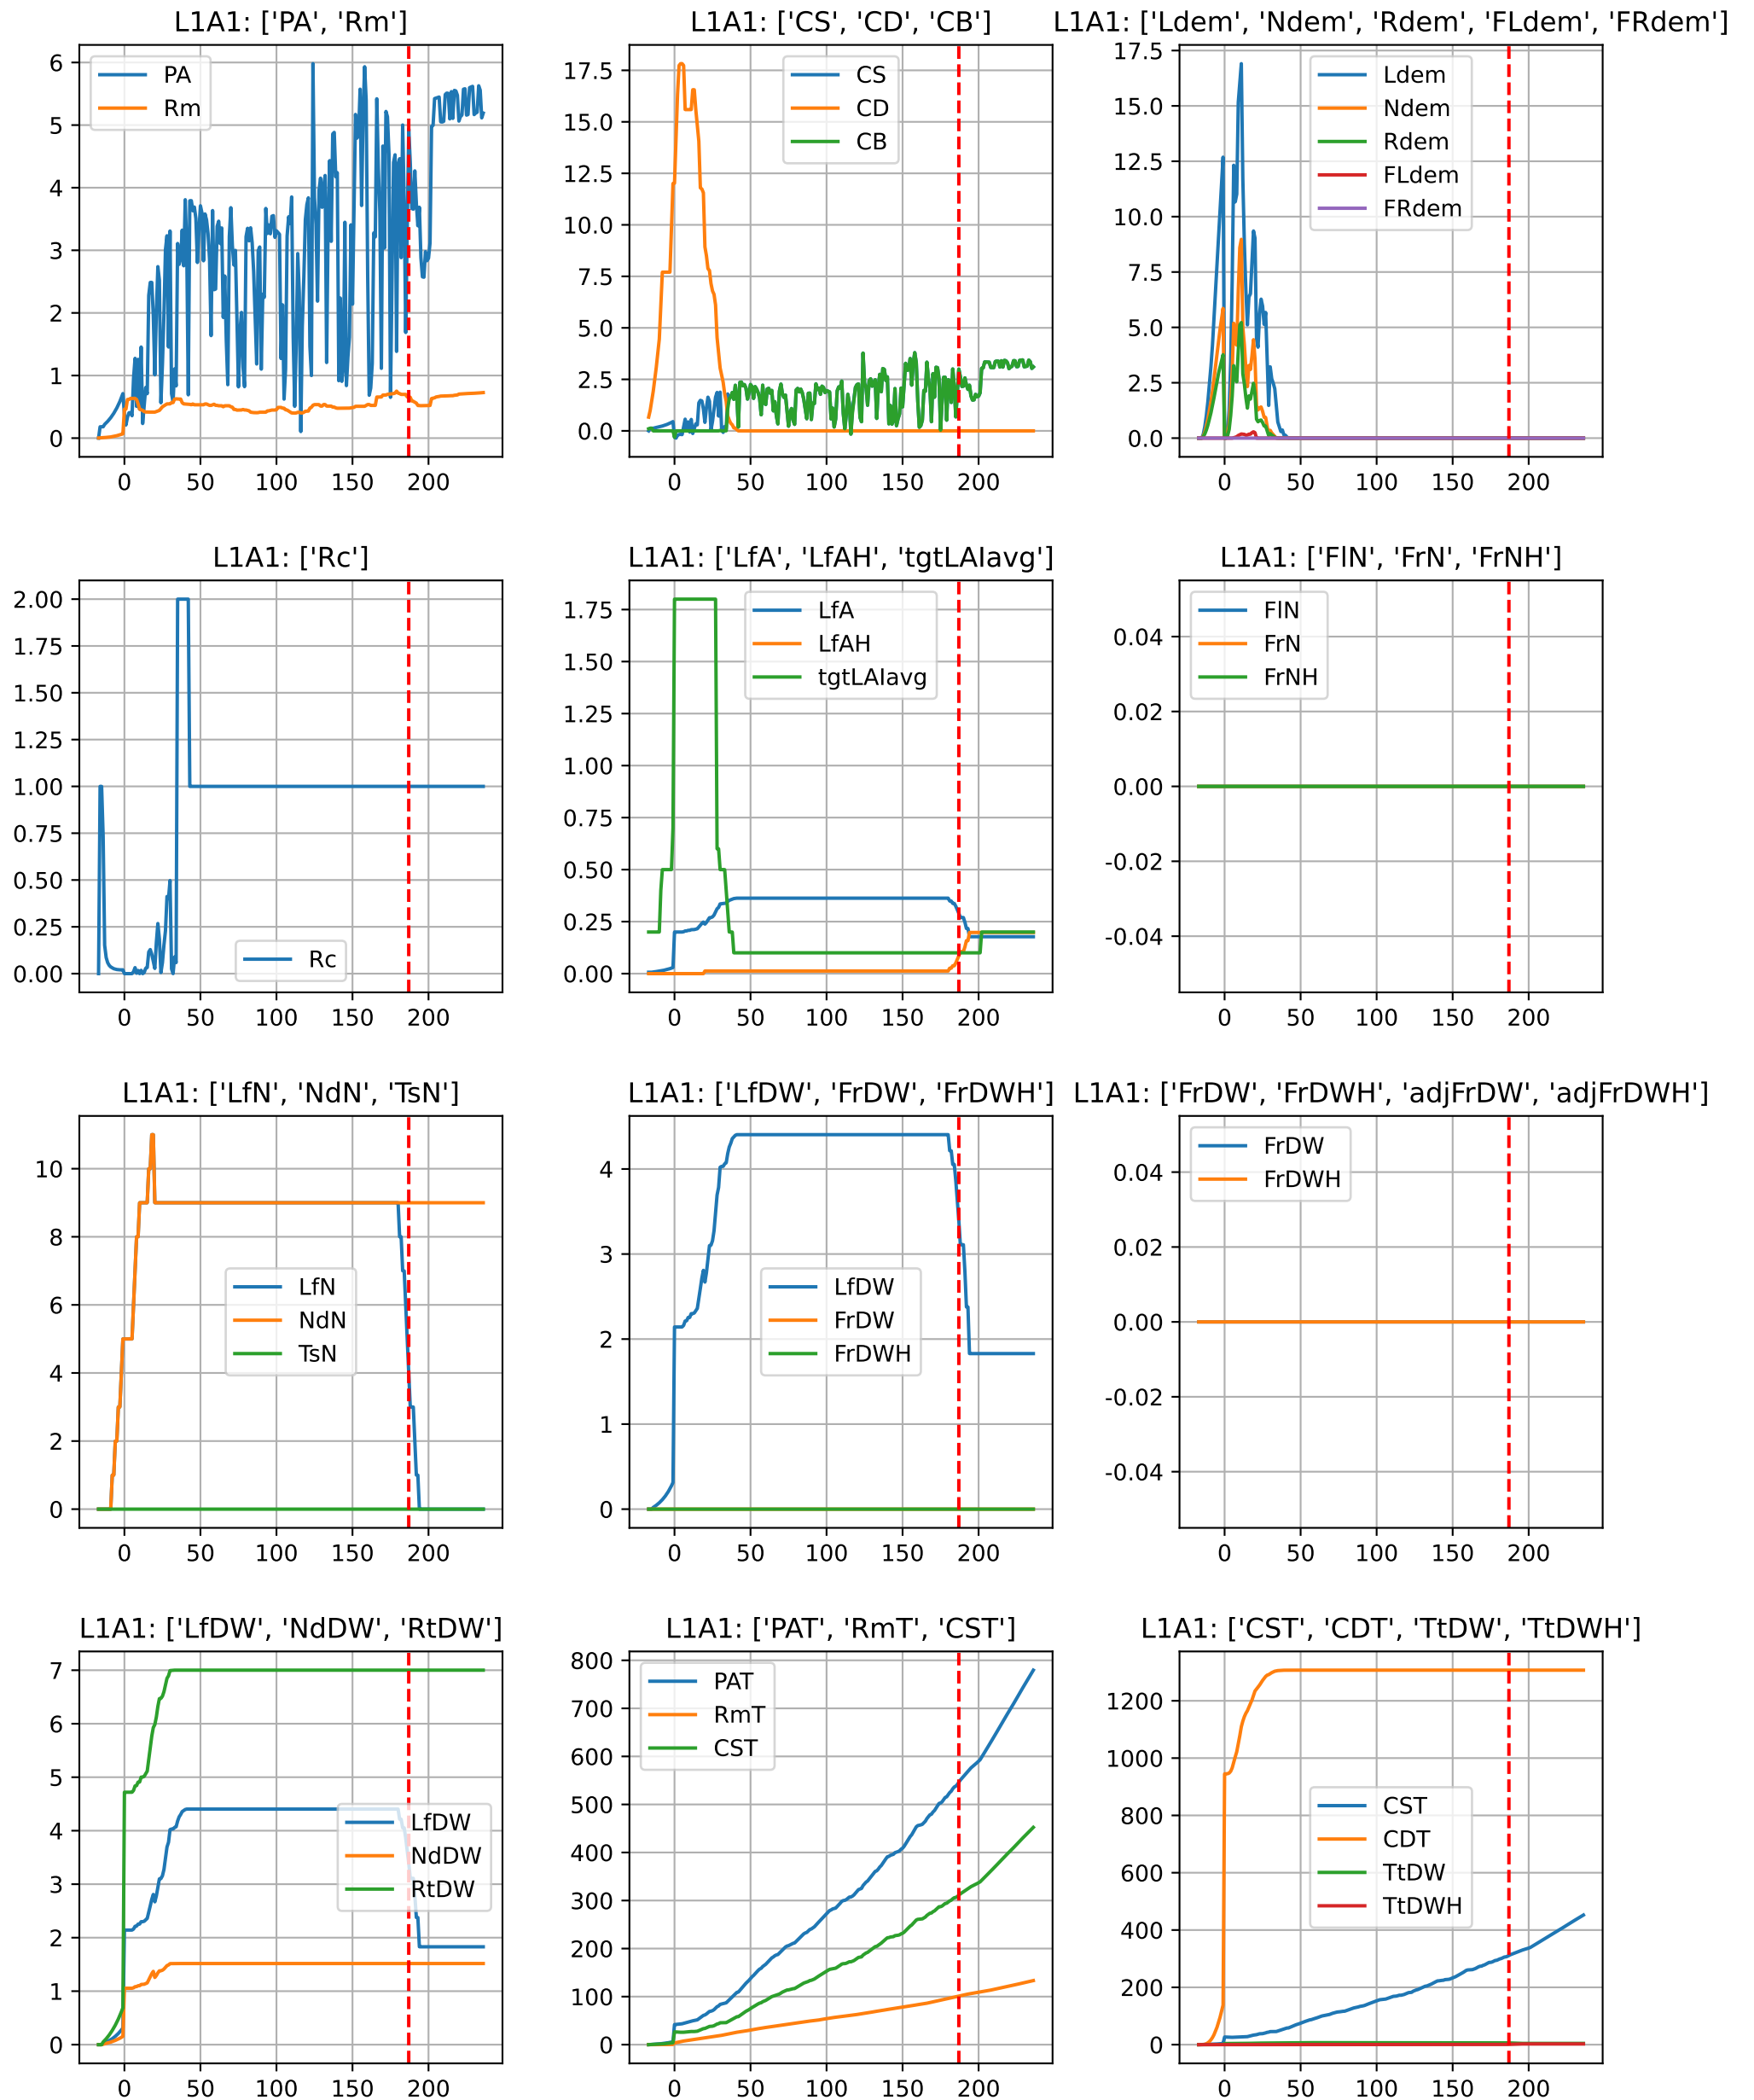 L1A1: ['PA', 'Rm']
6
5
4
3
2
1
0
0 50 100 150 200
PA
Rm
L1A1: ['CS', 'CD', 'CB']
17.5
15.0
12.5
10.0
7.5
5.0
2.5
0.0
0 50 100 150 200
CS
CD
CB
L1A1: ['Ldem', 'Ndem', 'Rdem', 'FLdem', 'FRdem']
17.5
15.0
12.5
10.0
7.5
5.0
2.5
0.0
0 50 100 150 200
Ldem
Ndem
Rdem
FLdem
FRdem
L1A1: ['Rc']
2.00
1.75
1.50
1.25
1.00
0.75
0.50
0.25
0.00
0 50 100 150 200
Rc
L1A1: ['LfA', 'LfAH', 'tgtLAIavg']
1.75
1.50
1.25
1.00
0.75
0.50
0.25
0.00
0 50 100 150 200
LfA
LfAH
tgtLAIavg
L1A1: ['FlN', 'FrN', 'FrNH']
0.04
0.02
0.00
-0.02
-0.04
0 50 100 150 200
FlN
FrN
FrNH
L1A1: ['LfN', 'NdN', 'TsN']
10
8
6
4
2
0
0 50 100 150 200
LfN
NdN
TsN
L1A1: ['LfDW', 'FrDW', 'FrDWH']
4
3
2
1
0
0 50 100 150 200
LfDW
FrDW
FrDWH
L1A1: ['FrDW', 'FrDWH', 'adjFrDW', 'adjFrDWH']
0.04
0.02
0.00
-0.02
-0.04
0 50 100 150 200
FrDW
FrDWH
L1A1: ['LfDW', 'NdDW', 'RtDW']
7
6
5
4
3
2
1
0
0 50 100 150 200
LfDW
NdDW
RtDW
L1A1: ['PAT', 'RmT', 'CST']
800
700
600
500
400
300
200
100
0
0 50 100 150 200
PAT
RmT
CST
L1A1: ['CST', 'CDT', 'TtDW', 'TtDWH']
1200
1000
800
600
400
200
0
0 50 100 150 200
CST
CDT
TtDW
TtDWH